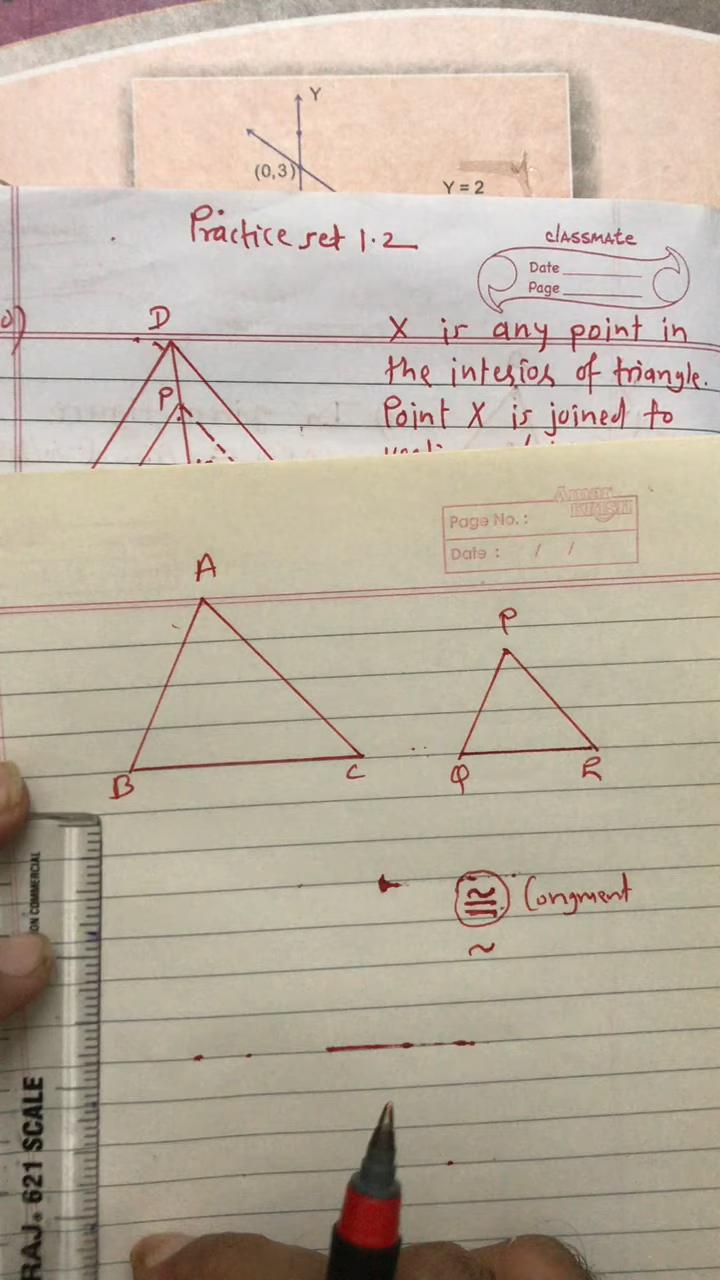 Y
(0,3)
Y = 2
Practice set 1.2
classmate
Date
Page
D
X is any point in
the interior of triangle.
P
Point X is joined to
Page No. :
Date : / /
A
P
B
C
Q
R
≅ Congruent
~
RAJ. 621 SCALE
ON COMMERCIAL